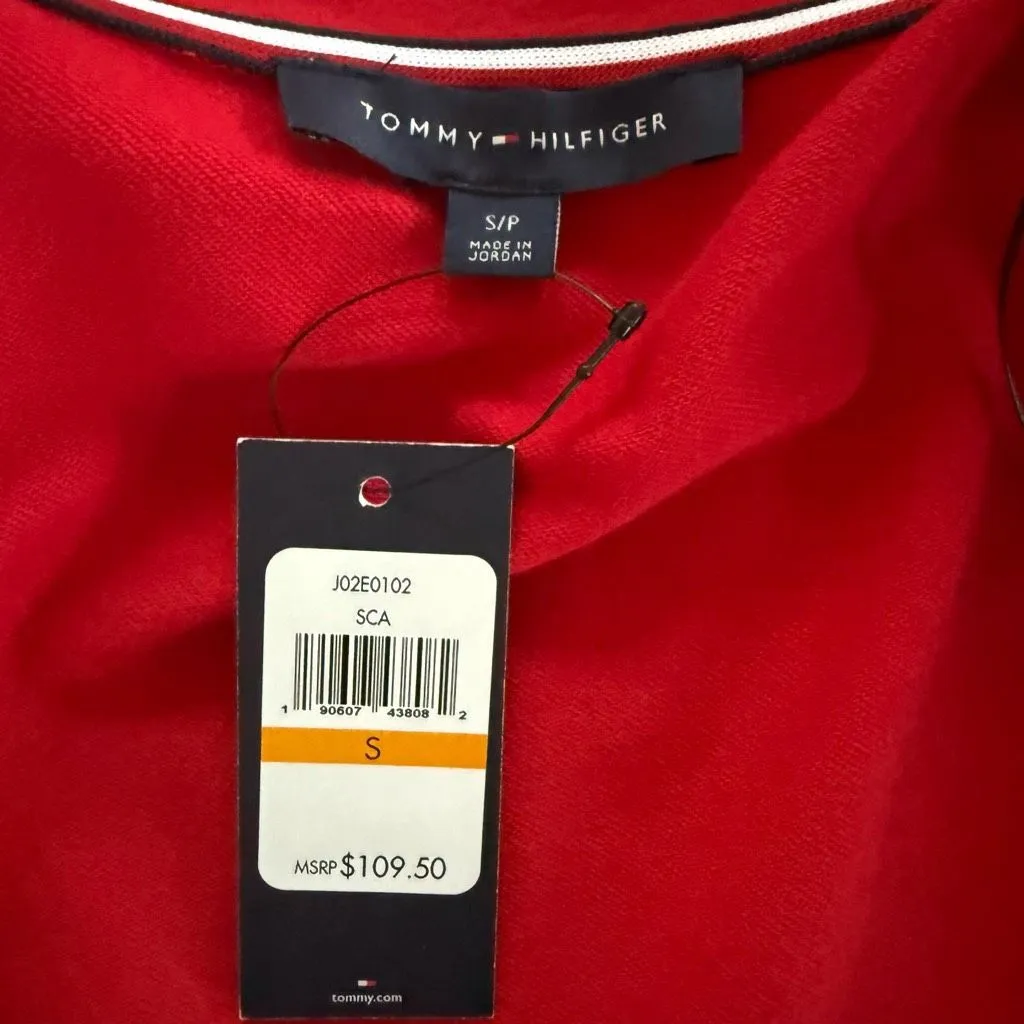 TOMMY HILFIGER
S/P
MADE IN
JORDAN
J02E0102
SCA
1 90607 43808 2
S
MSRP $109.50
tommy.com